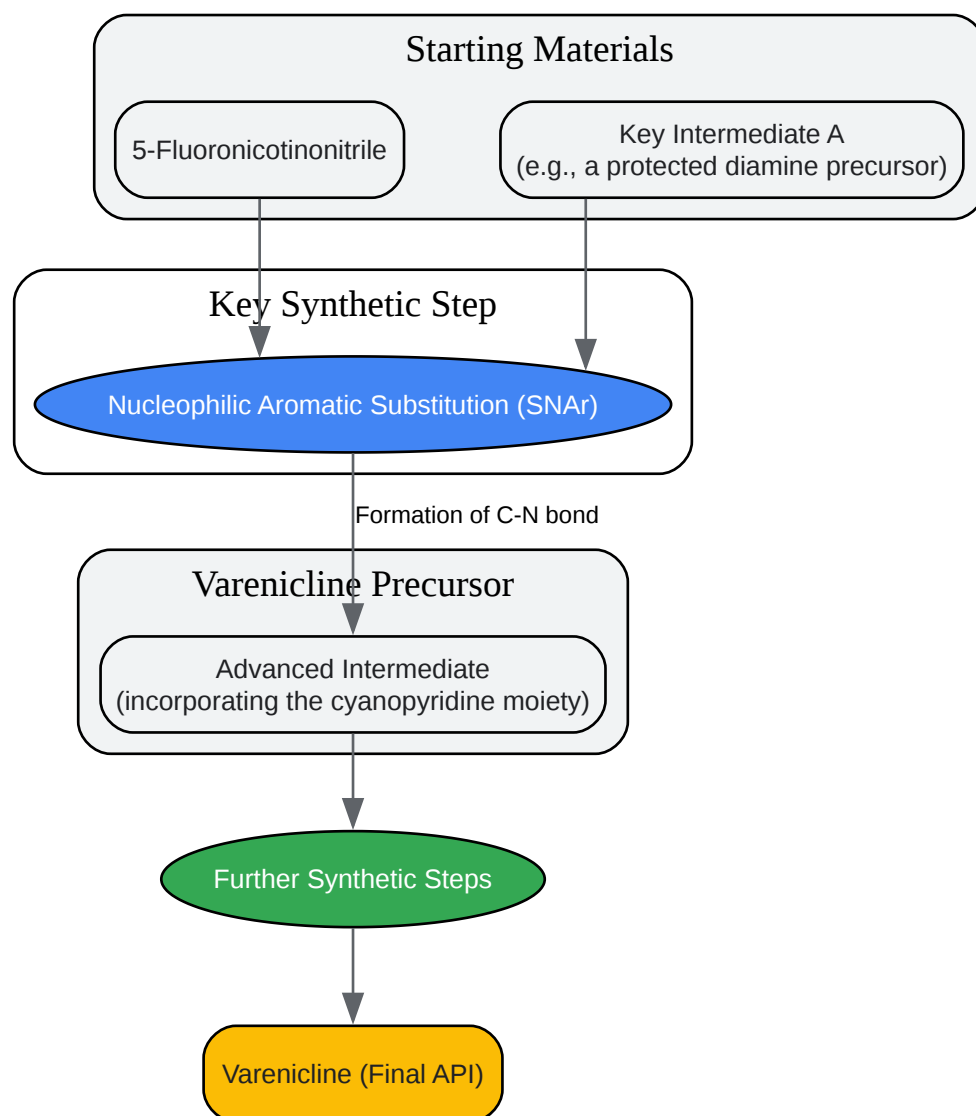 Starting Materials
5-Fluoronicotinonitrile
Key Intermediate A
(e.g., a protected diamine precursor)
Key Synthetic Step
Nucleophilic Aromatic Substitution (SNAr)
Formation of C-N bond
Varenicline Precursor
Advanced Intermediate
(incorporating the cyanopyridine moiety)
Further Synthetic Steps
Varenicline (Final API)